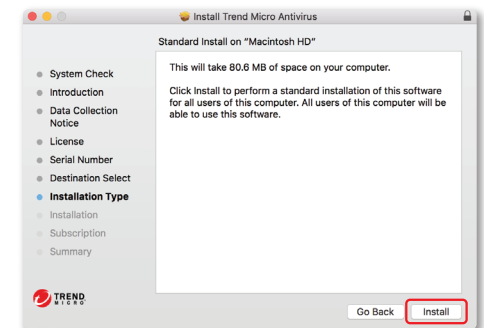 Install Trend Micro Antivirus
Standard Install on "Macintosh HD"
System Check
Introduction
Data Collection
Notice
License
Serial Number
Destination Select
Installation Type
Installation
Subscription
Summary
This will take 80.6 MB of space on your computer.
Click Install to perform a standard installation of this software
for all users of this computer. All users of this computer will be
able to use this software.
TREND
MICRO
Go Back
Install